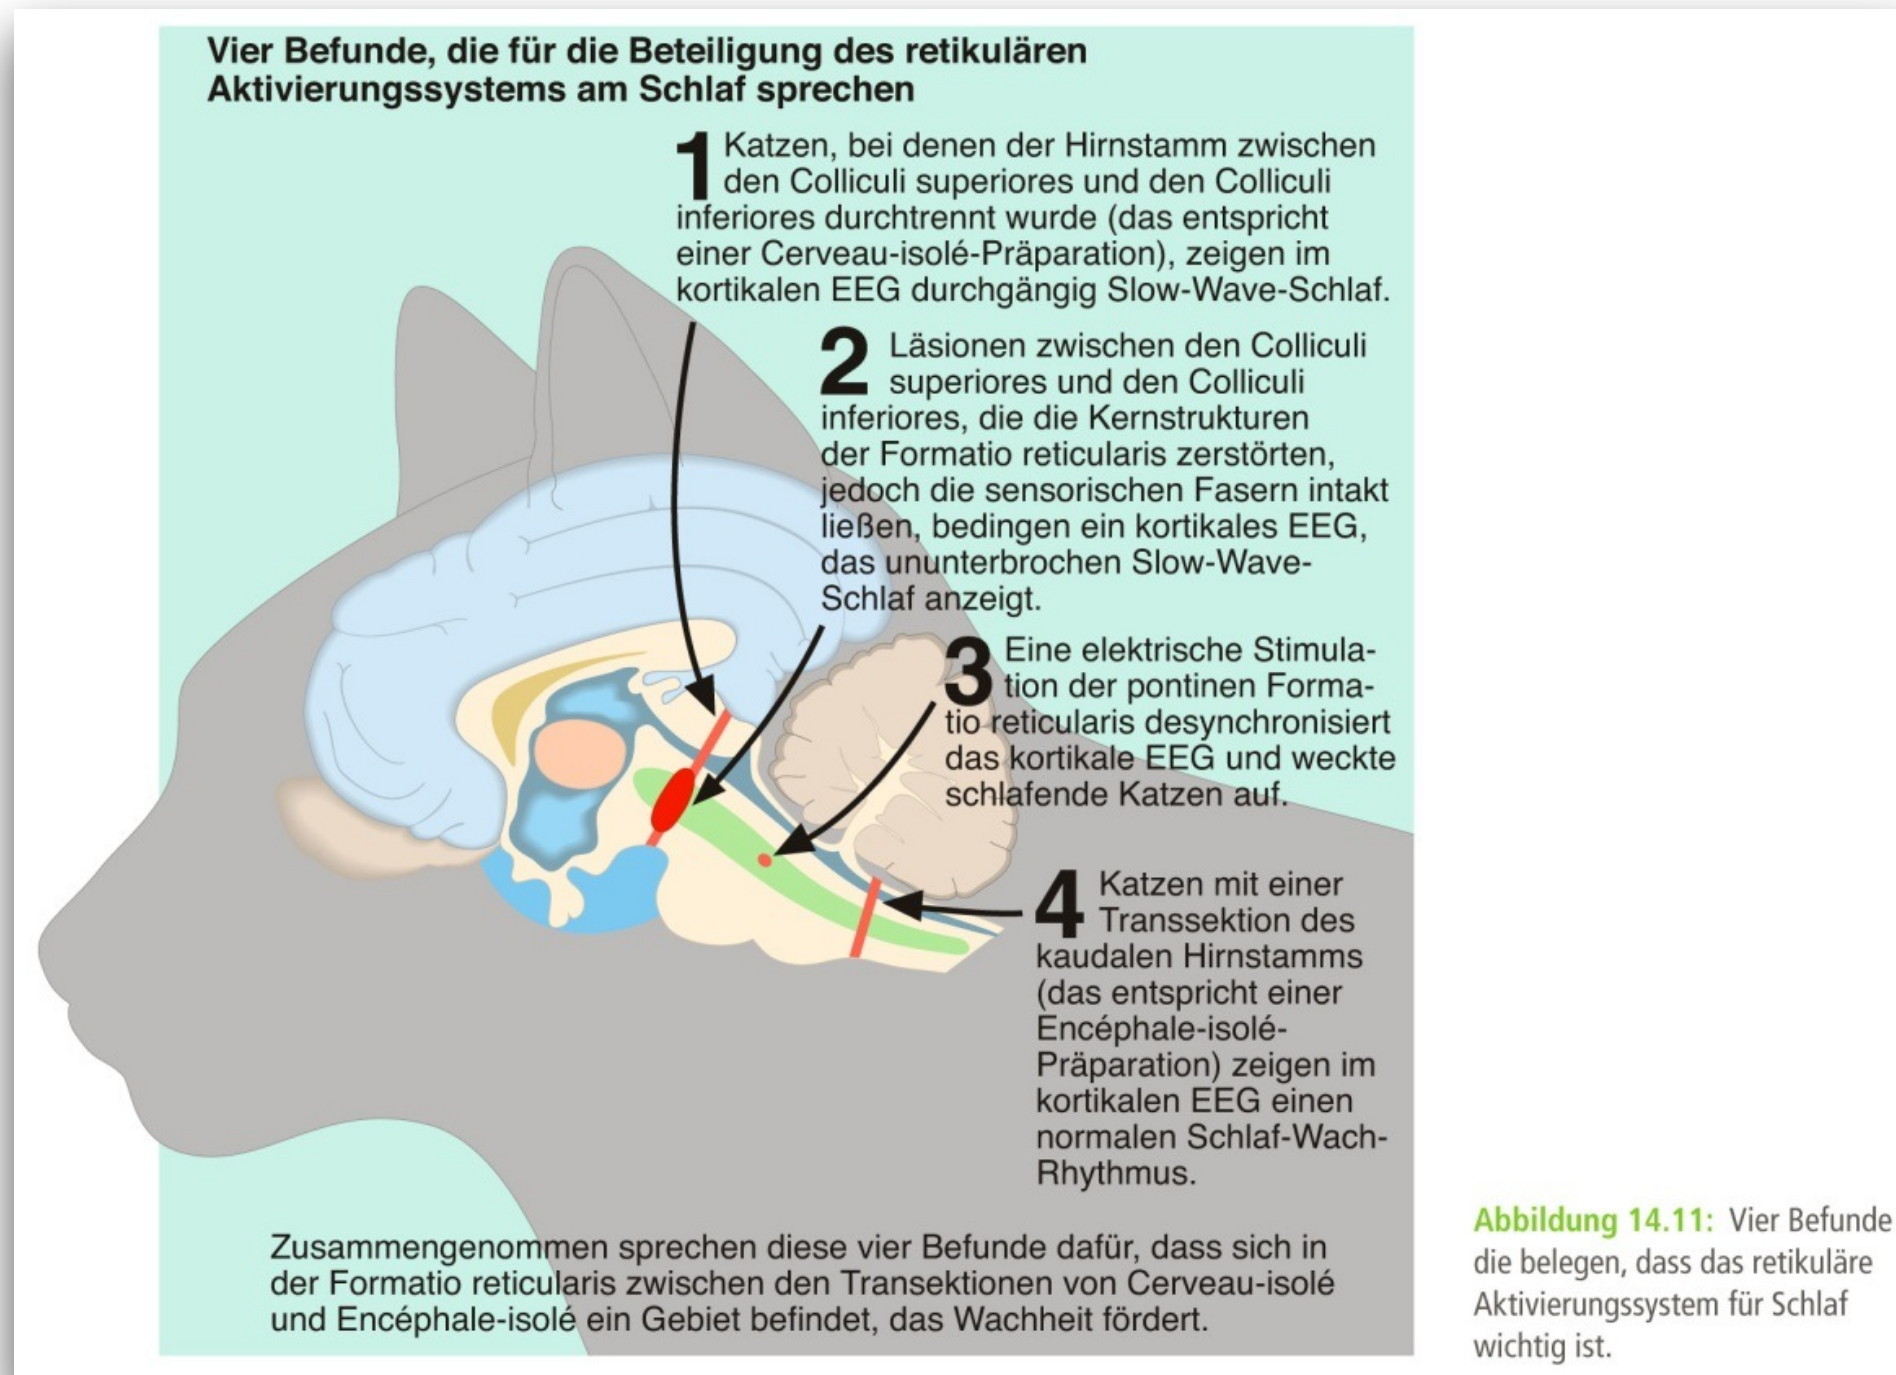 Vier Befunde, die für die Beteiligung des retikulären
Aktivierungssystems am Schlaf sprechen
1 Katzen, bei denen der Hirnstamm zwischen
den Colliculi superiores und den Colliculi
inferiores durchtrennt wurde (das entspricht
einer Cerveau-isolé-Präparation), zeigen im
kortikalen EEG durchgängig Slow-Wave-Schlaf.
2 Läsionen zwischen den Colliculi
superiores und den Colliculi
inferiores, die die Kernstrukturen
der Formatio reticularis zerstörten,
jedoch die sensorischen Fasern intakt
ließen, bedingen ein kortikales EEG,
das ununterbrochen Slow-Wave-
Schlaf anzeigt.
3 Eine elektrische Stimula-
tion der pontinen Forma-
tio reticularis desynchronisiert
das kortikale EEG und weckte
schlafende Katzen auf.
4 Katzen mit einer
Transsektion des
kaudalen Hirnstamms
(das entspricht einer
Encéphale-isolé-
Präparation) zeigen im
kortikalen EEG einen
normalen Schlaf-Wach-
Rhythmus.
Zusammengenommen sprechen diese vier Befunde dafür, dass sich in
der Formatio reticularis zwischen den Transektionen von Cerveau-isolé
und Encéphale-isolé ein Gebiet befindet, das Wachheit fördert.
Abbildung 14.11: Vier Befunde
die belegen, dass das retikuläre
Aktivierungssystem für Schlaf
wichtig ist.